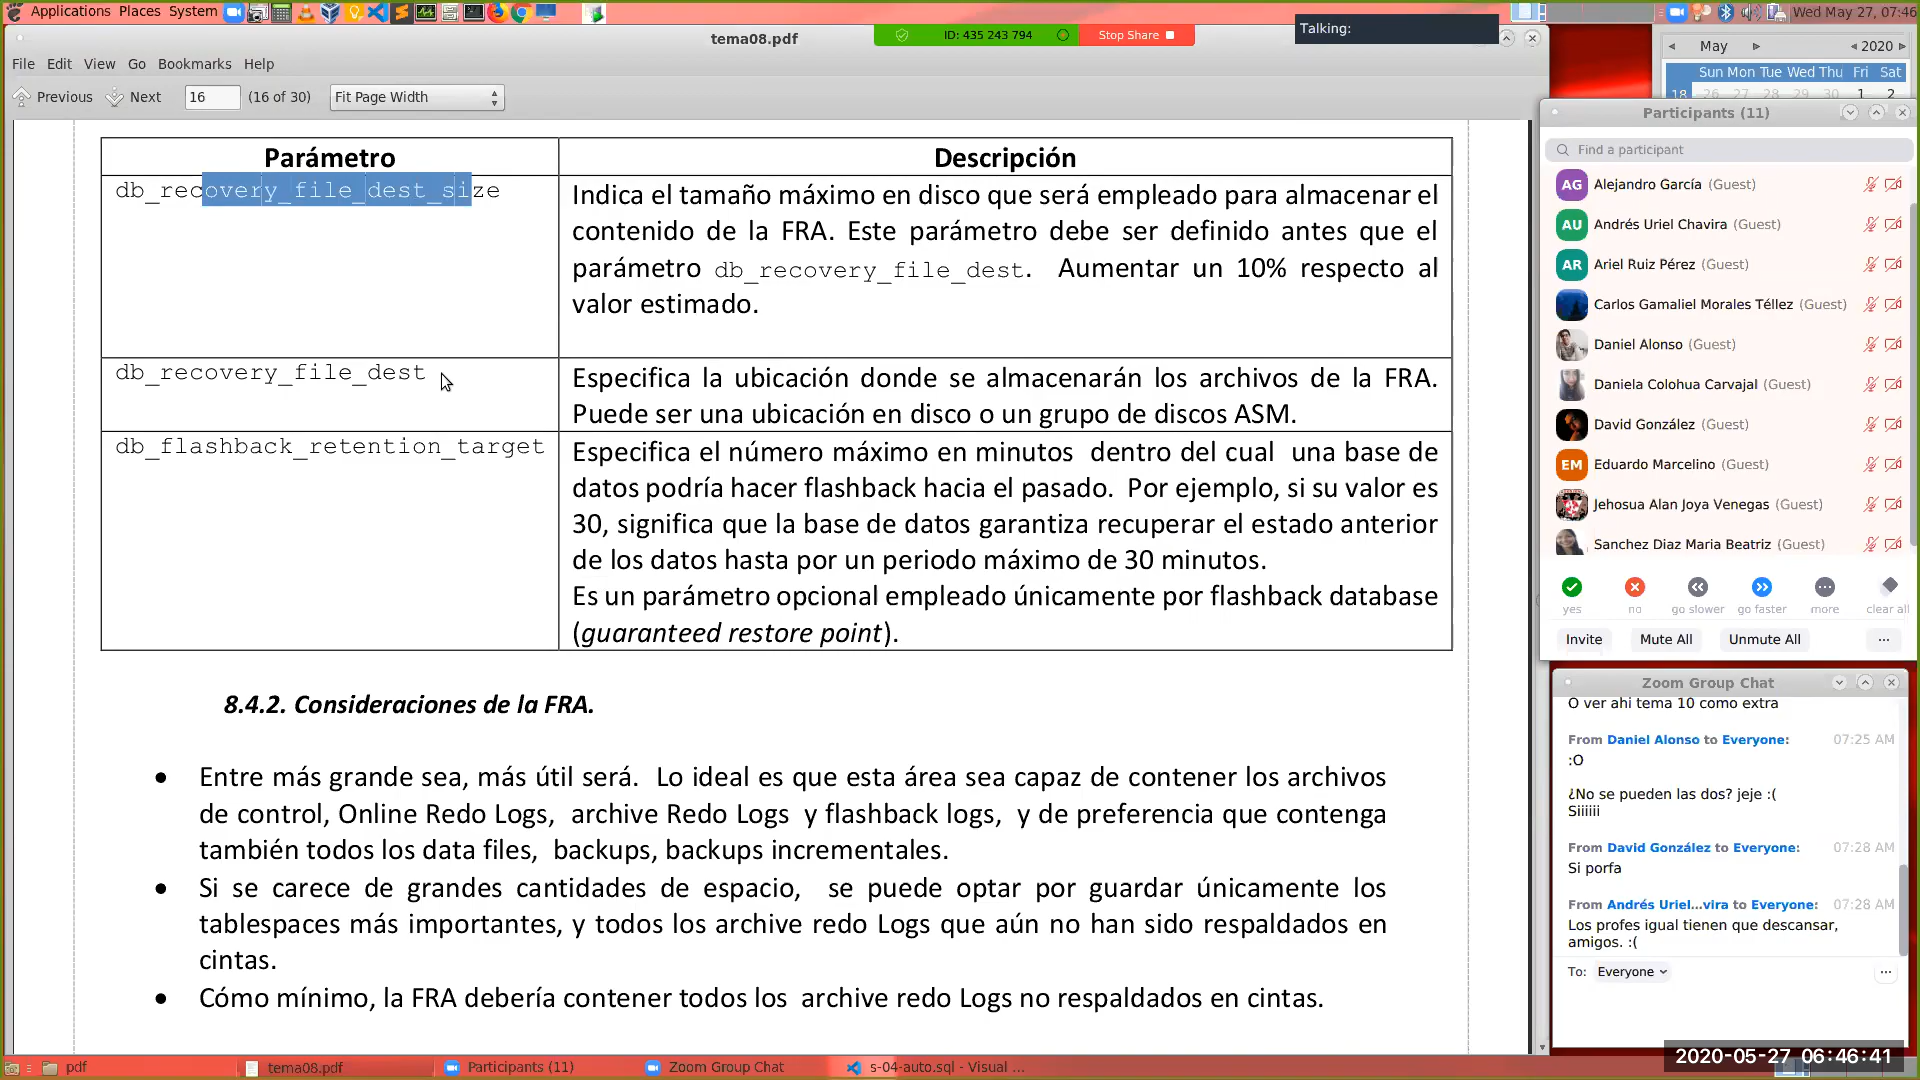 Applications Places System
Wed May 27, 07:46
tema08.pdf
ID: 435 243 794
Stop Share
Talking:
File Edit View Go Bookmarks Help
Previous Next 16 (16 of 30) Fit Page Width
May 2020
Sun Mon Tue Wed Thu Fri Sat
18 26 27 28 29 30 1 2
Parámetro Descripción
db_recovery_file_dest_size
Indica el tamaño máximo en disco que será empleado para almacenar el
contenido de la FRA. Este parámetro debe ser definido antes que el
parámetro db_recovery_file_dest. Aumentar un 10% respecto al
valor estimado.
db_recovery_file_dest
Especifica la ubicación donde se almacenarán los archivos de la FRA.
Puede ser una ubicación en disco o un grupo de discos ASM.
db_flashback_retention_target
Especifica el número máximo en minutos dentro del cual una base de
datos podría hacer flashback hacia el pasado. Por ejemplo, si su valor es
30, significa que la base de datos garantiza recuperar el estado anterior
de los datos hasta por un periodo máximo de 30 minutos.
Es un parámetro opcional empleado únicamente por flashback database
(guaranteed restore point).
8.4.2. Consideraciones de la FRA.
• Entre más grande sea, más útil será. Lo ideal es que esta área sea capaz de contener los archivos
de control, Online Redo Logs, archive Redo Logs y flashback logs, y de preferencia que contenga
también todos los data files, backups, backups incrementales.
• Si se carece de grandes cantidades de espacio, se puede optar por guardar únicamente los
tablespaces más importantes, y todos los archive redo Logs que aún no han sido respaldados en
cintas.
• Cómo mínimo, la FRA debería contener todos los archive redo Logs no respaldados en cintas.
Participants (11)
Find a participant
AG Alejandro García (Guest)
AU Andrés Uriel Chavira (Guest)
AR Ariel Ruiz Pérez (Guest)
Carlos Gamaliel Morales Téllez (Guest)
Daniel Alonso (Guest)
Daniela Colohua Carvajal (Guest)
David González (Guest)
EM Eduardo Marcelino (Guest)
Jehosua Alan Joya Venegas (Guest)
Sanchez Diaz Maria Beatriz (Guest)
yes no go slower go faster more clear all
Invite Mute All Unmute All ...
Zoom Group Chat
O ver ahi tema 10 como extra
From Daniel Alonso to Everyone: 07:25 AM
:O
¿No se pueden las dos? jeje :(
Siiiiii
From David González to Everyone: 07:28 AM
Si porfa
From Andrés Uriel...vira to Everyone: 07:28 AM
Los profes igual tienen que descansar,
amigos. :(
To: Everyone ...
2020-05-27 06:46:41
pdf
tema08.pdf
Participants (11)
Zoom Group Chat
s-04-auto.sql - Visual ...